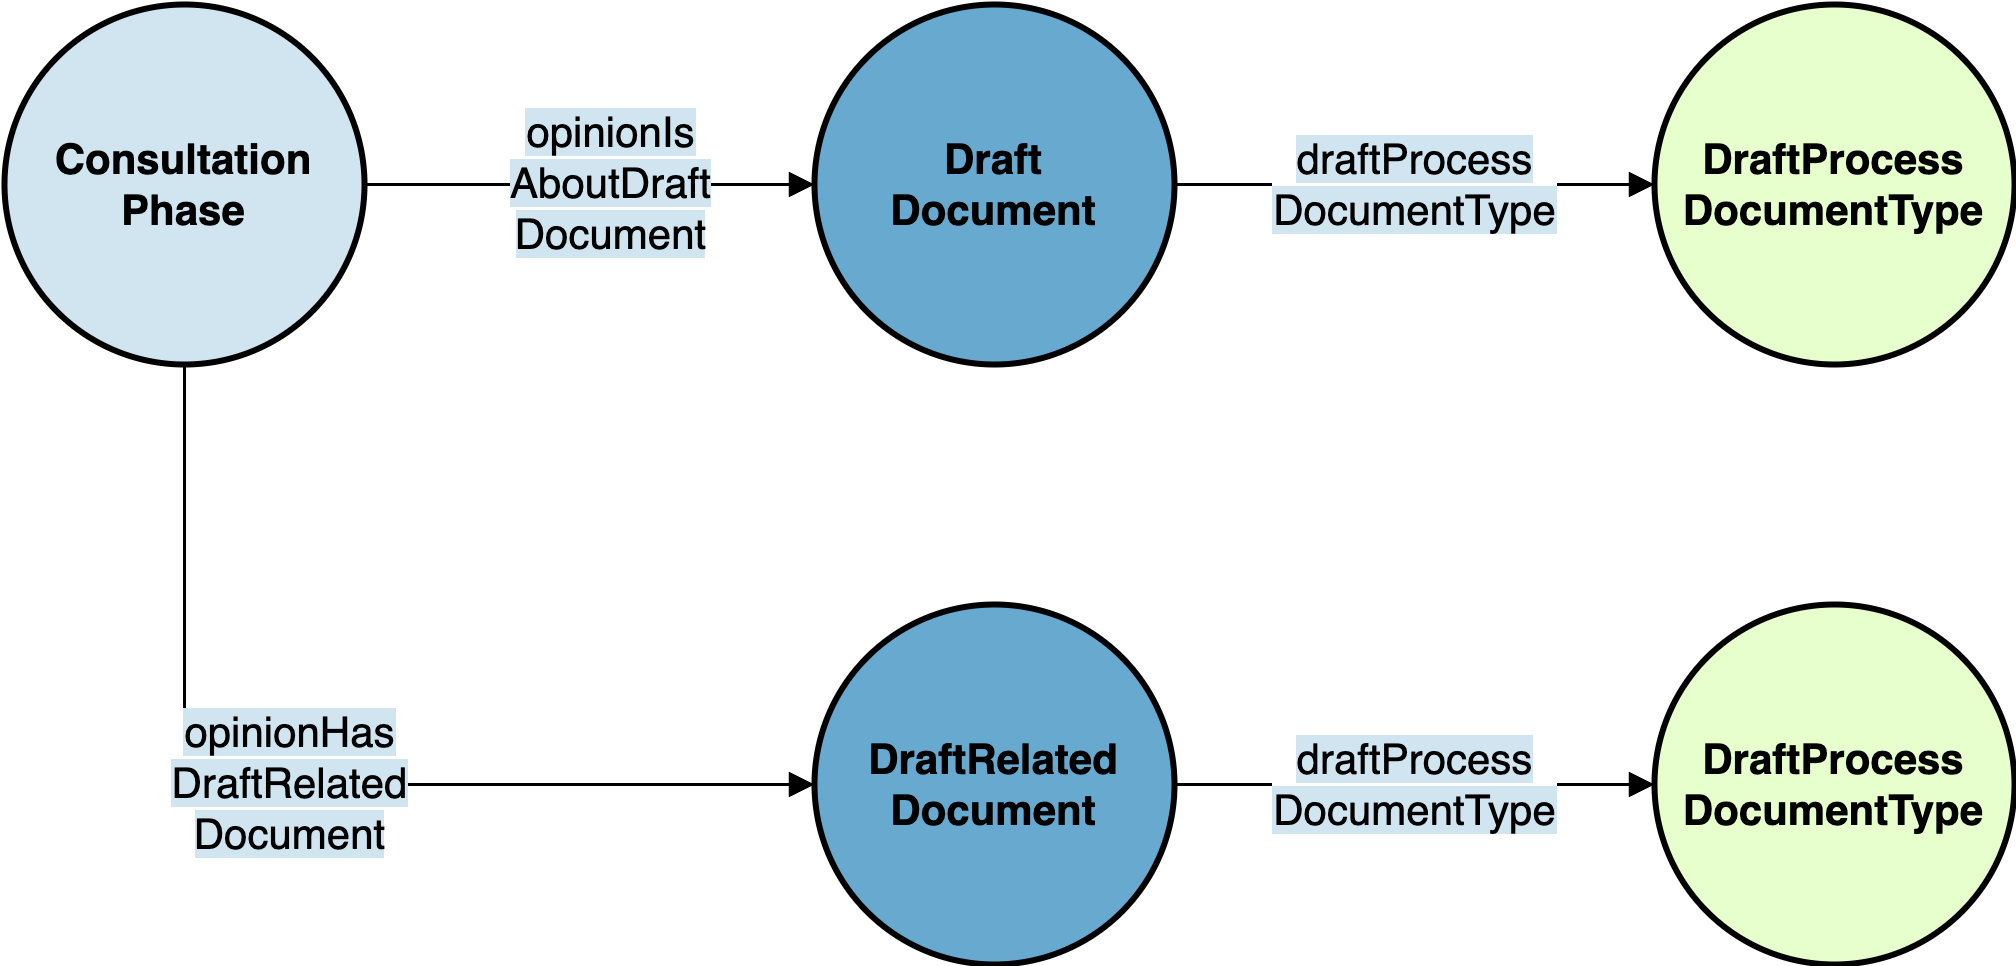 Consultation
Phase
opinionIs
AboutDraft
Document
Draft
Document
draftProcess
DocumentType
DraftProcess
DocumentType
opinionHas
DraftRelated
Document
DraftRelated
Document
draftProcess
DocumentType
DraftProcess
DocumentType